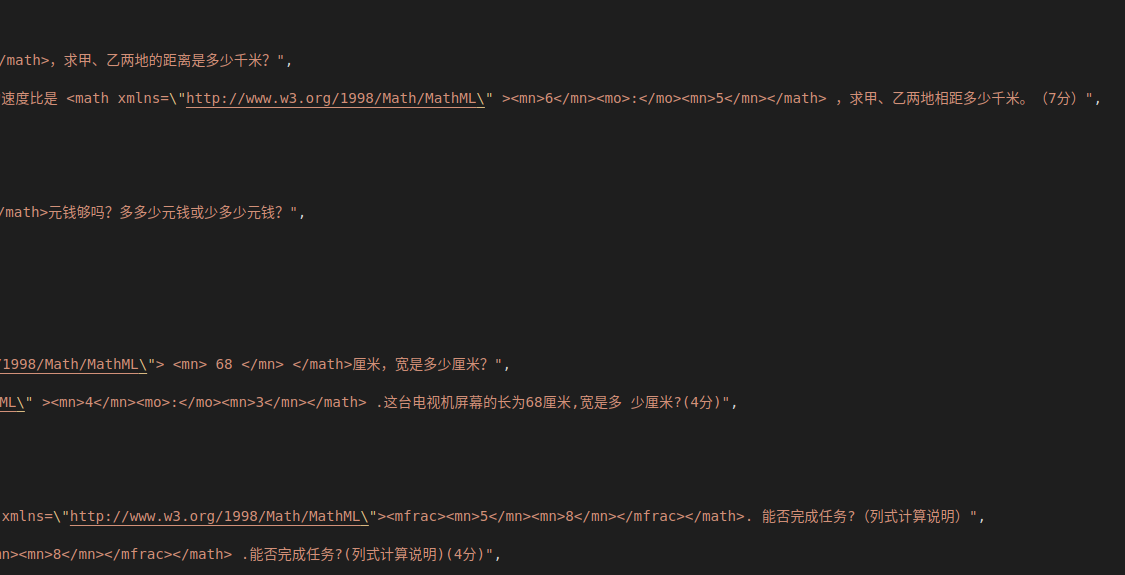 /math>，求甲、乙两地的距离是多少千米？",
速度比是 <math xmlns=\"http://www.w3.org/1998/Math/MathML\" ><mn>6</mn><mo>:</mo><mn>5</mn></math> ，求甲、乙两地相距多少千米。（7分）",
/math>元钱够吗？多多少元钱或少多少元钱？",
/1998/Math/MathML\"> <mn> 68 </mn> </math>厘米，宽是多少厘米？",
ML\" ><mn>4</mn><mo>:</mo><mn>3</mn></math> .这台电视机屏幕的长为68厘米,宽是多 少厘米?(4分)",
xmlns=\"http://www.w3.org/1998/Math/MathML\"><mfrac><mn>5</mn><mn>8</mn></mfrac></math>. 能否完成任务?（列式计算说明）",
n><mn>8</mn></mfrac></math> .能否完成任务?(列式计算说明)(4分)",